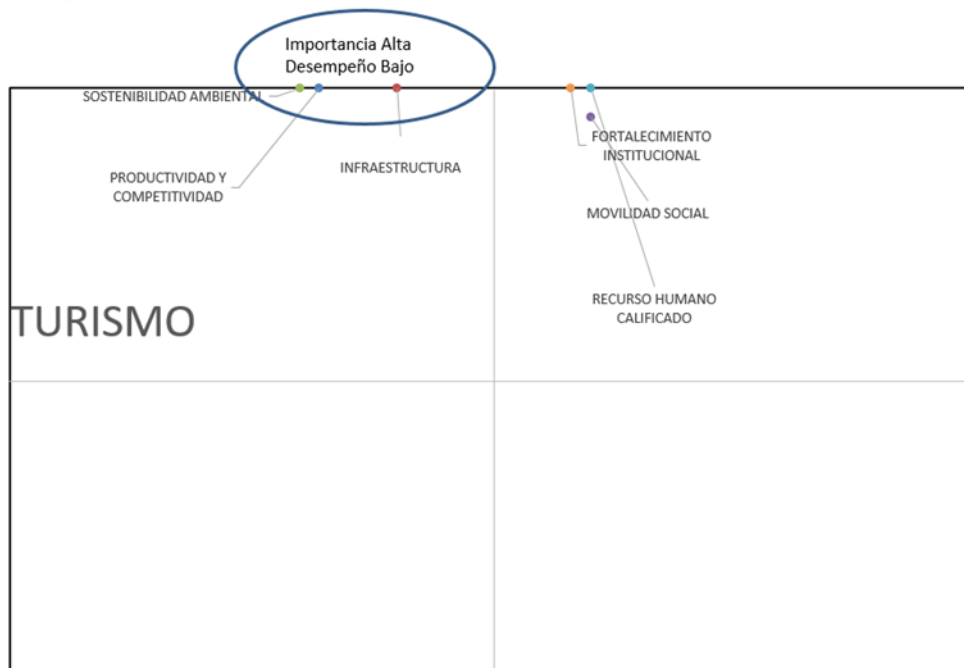 Importancia Alta
Desempeño Bajo
SOSTENIBILIDAD AMBIENTAL
PRODUCTIVIDAD Y
COMPETITIVIDAD
INFRAESTRUCTURA
FORTALECIMIENTO
INSTITUCIONAL
MOVILIDAD SOCIAL
RECURSO HUMANO
CALIFICADO
TURISMO